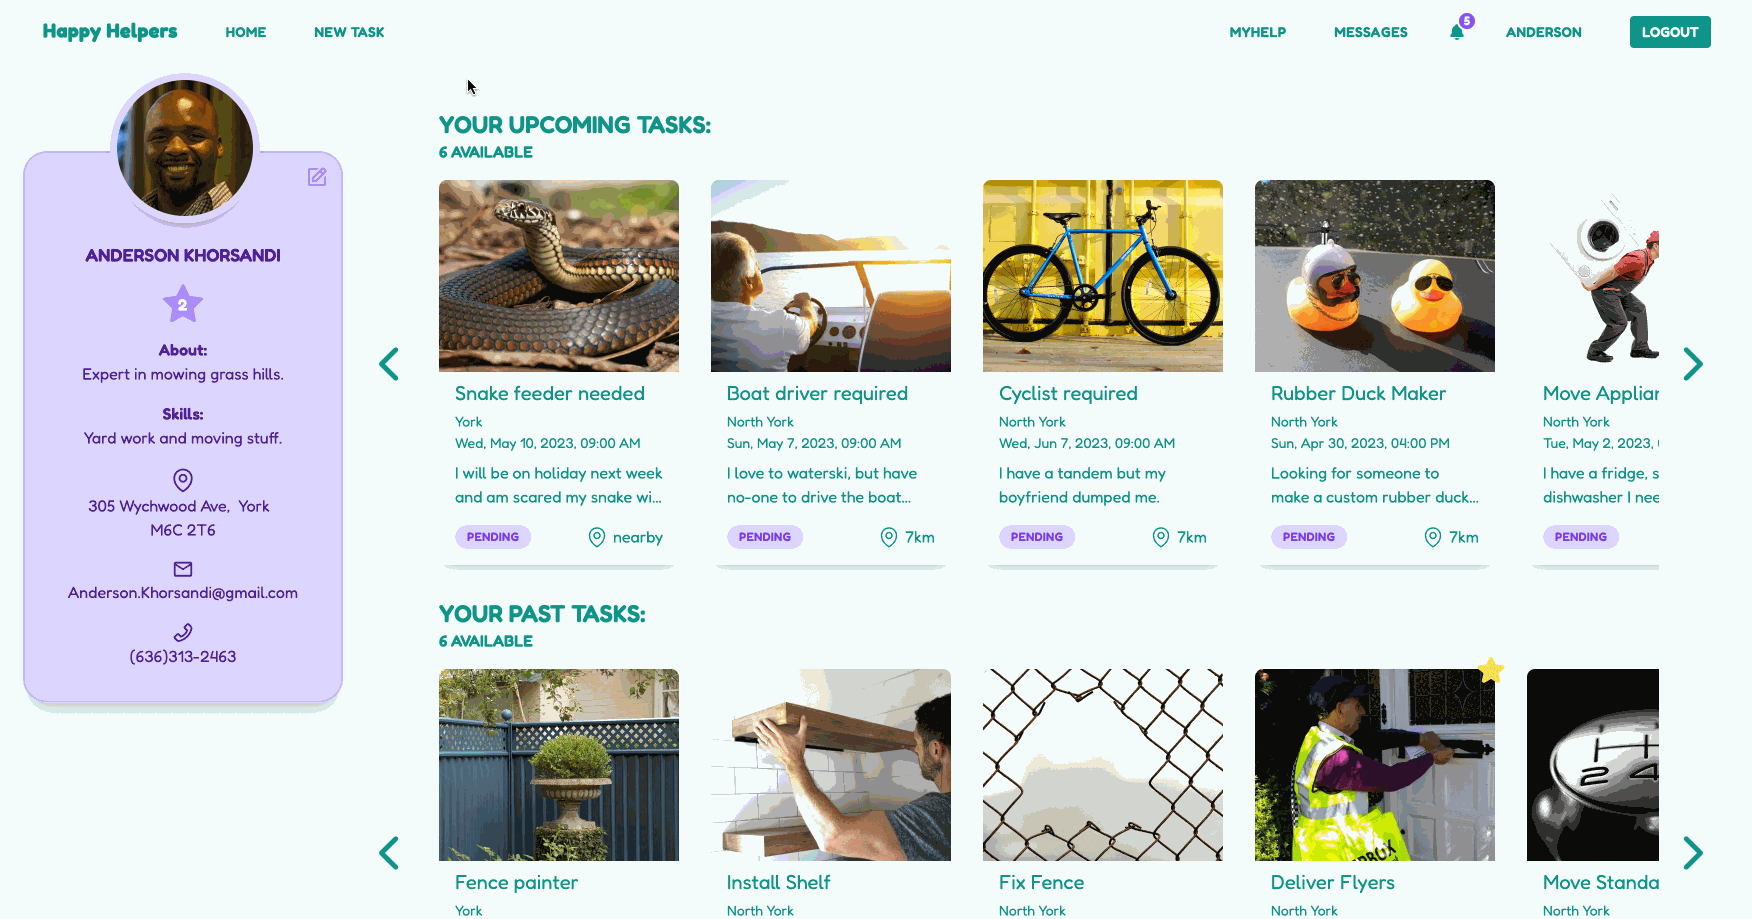 Happy Helpers
HOME
NEW TASK
MYHELP
MESSAGES
5
ANDERSON
LOGOUT
ANDERSON KHORSANDI
2
About:
Expert in mowing grass hills.
Skills:
Yard work and moving stuff.
305 Wychwood Ave, York
M6C 2T6
Anderson.Khorsandi@gmail.com
(636)313-2463
YOUR UPCOMING TASKS:
6 AVAILABLE
Snake feeder needed
York
Wed, May 10, 2023, 09:00 AM
I will be on holiday next week
and am scared my snake wi...
PENDING
nearby
Boat driver required
North York
Sun, May 7, 2023, 09:00 AM
I love to waterski, but have
no-one to drive the boat...
PENDING
7km
Cyclist required
North York
Wed, Jun 7, 2023, 09:00 AM
I have a tandem but my
boyfriend dumped me.
PENDING
7km
Rubber Duck Maker
North York
Sun, Apr 30, 2023, 04:00 PM
Looking for someone to
make a custom rubber duck...
PENDING
7km
Move Applian
North York
Tue, May 2, 2023,
I have a fridge, s
dishwasher I nee
PENDING
YOUR PAST TASKS:
6 AVAILABLE
2 4
Fence painter
York
Install Shelf
North York
Fix Fence
North York
Deliver Flyers
North York
Move Standa
North York